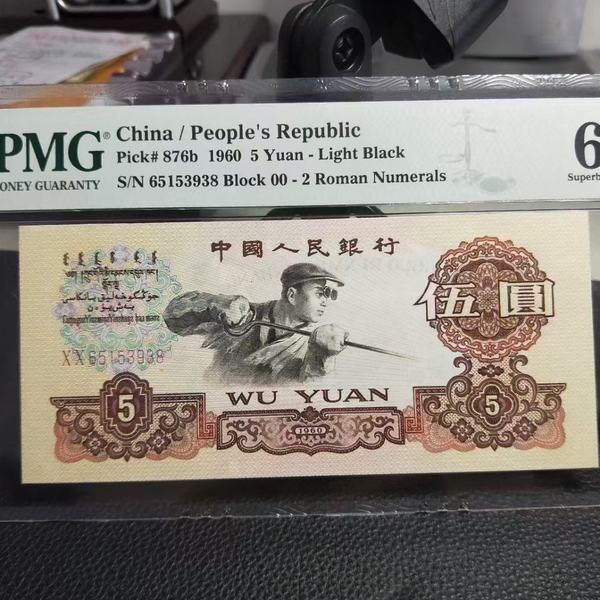 PMG®
MONEY GUARANTY
China / People's Republic
Pick# 876b 1960 5 Yuan - Light Black
S/N 65153938 Block 00 - 2 Roman Numerals
6
Superb
中國人民銀行
伍圓
XX 65153938
WU YUAN
5
5
1960